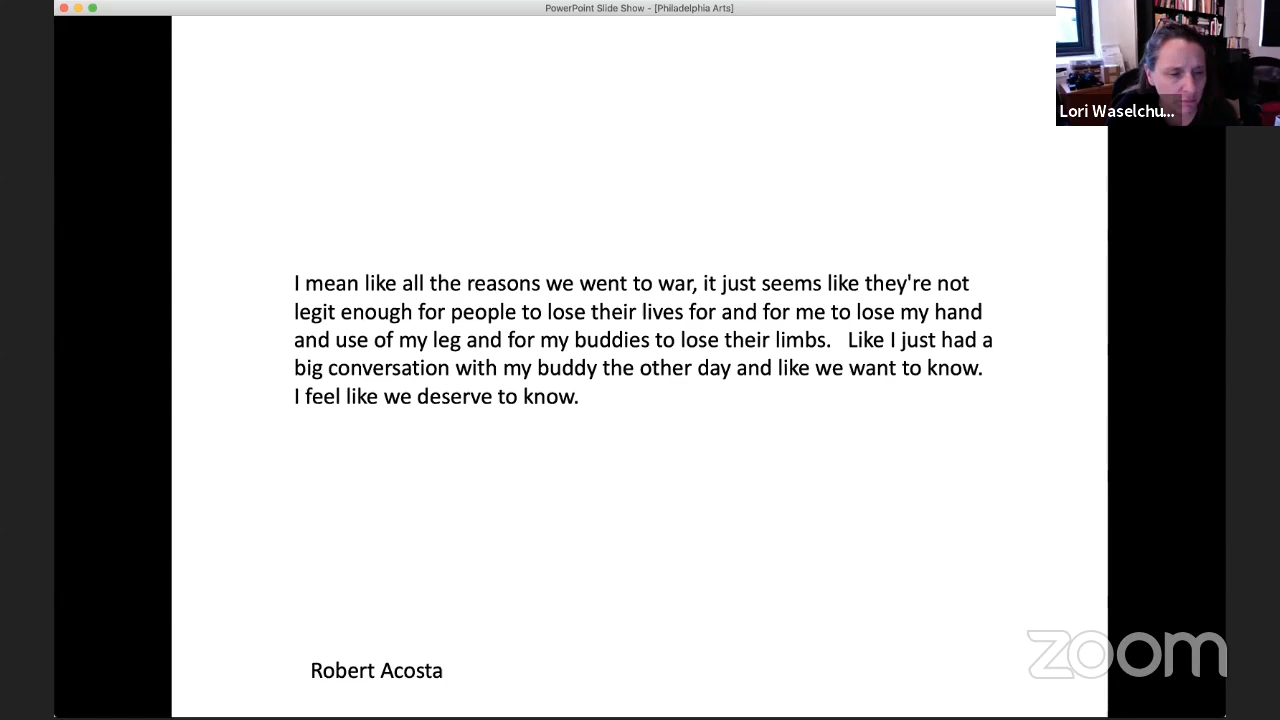 PowerPoint Slide Show - [Philadelphia Arts]
Lori Waselchu...
I mean like all the reasons we went to war, it just seems like they're not
legit enough for people to lose their lives for and for me to lose my hand
and use of my leg and for my buddies to lose their limbs.   Like I just had a
big conversation with my buddy the other day and like we want to know.
I feel like we deserve to know.
Robert Acosta
zoom